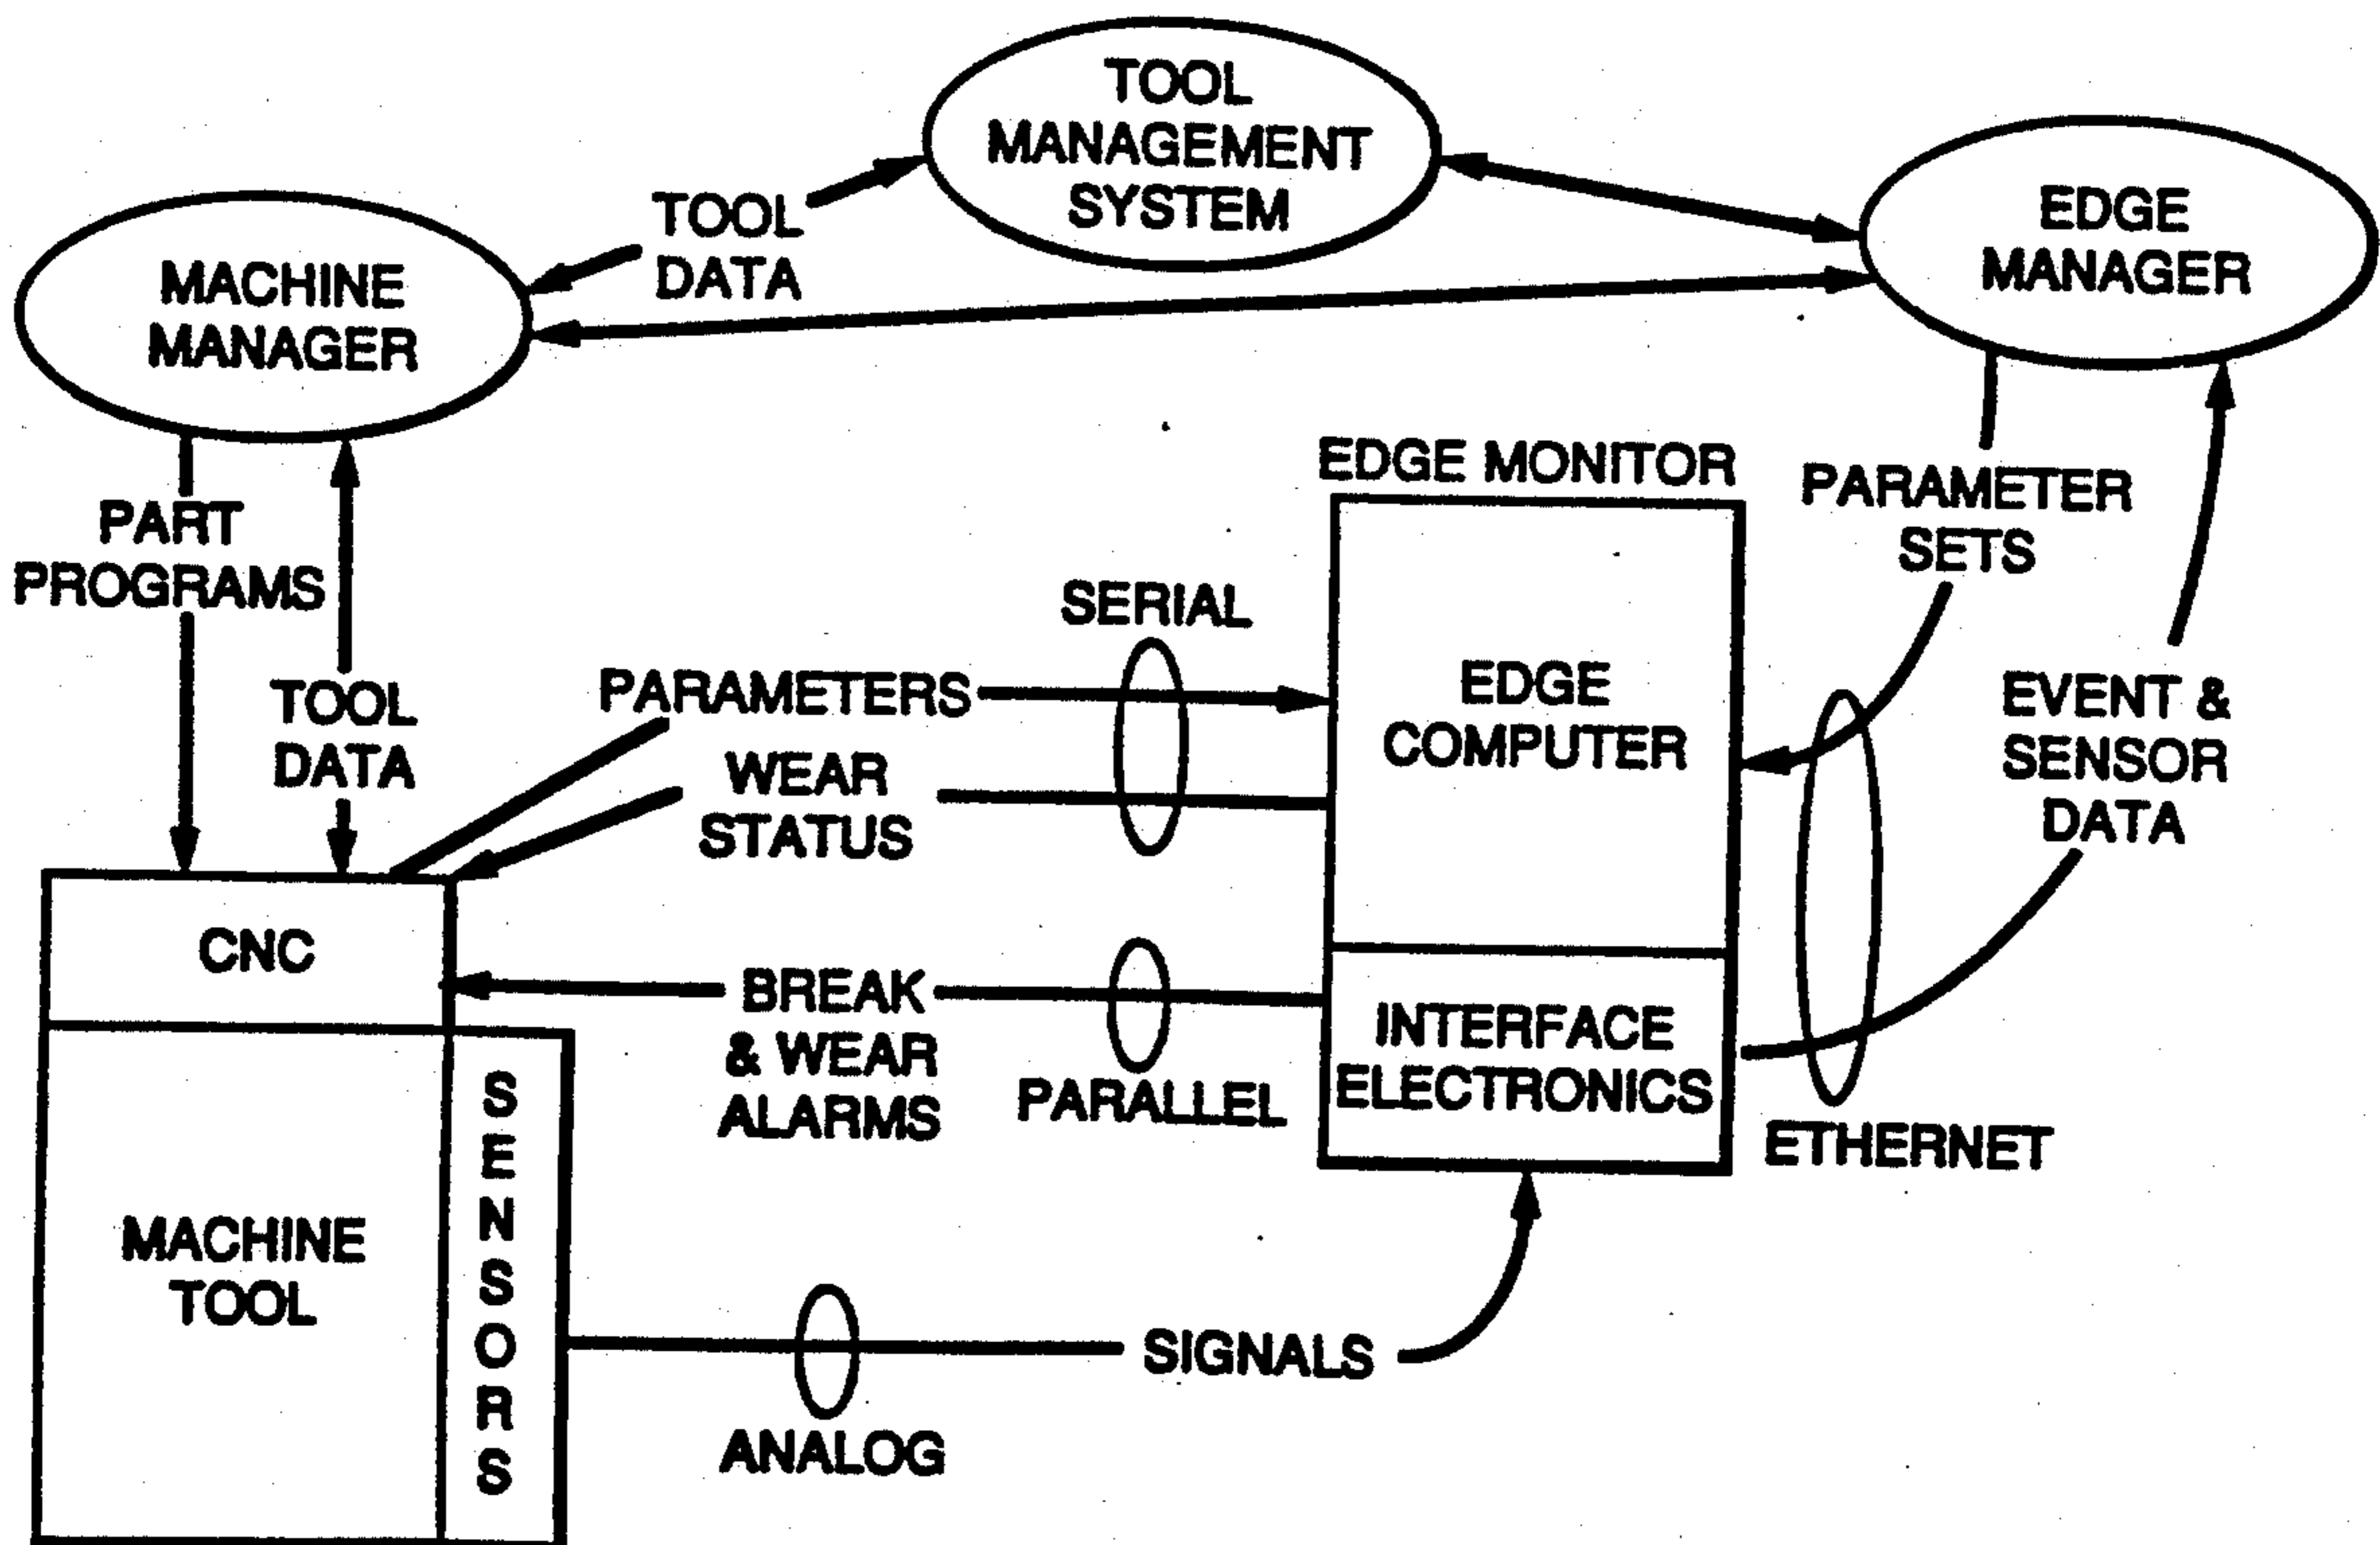 TOOL
MANAGEMENT
SYSTEM
EDGE
MANAGER
TOOL
DATA
MACHINE
MANAGER
EDGE MONITOR
PARAMETER
SETS
PART
PROGRAMS
SERIAL
TOOL
DATA
PARAMETERS
WEAR
STATUS
EDGE
COMPUTER
EVENT &
SENSOR
DATA
CNC
BREAK
& WEAR
ALARMS
PARALLEL
INTERFACE
ELECTRONICS
ETHERNET
MACHINE
TOOL
SENSORS
SIGNALS
ANALOG